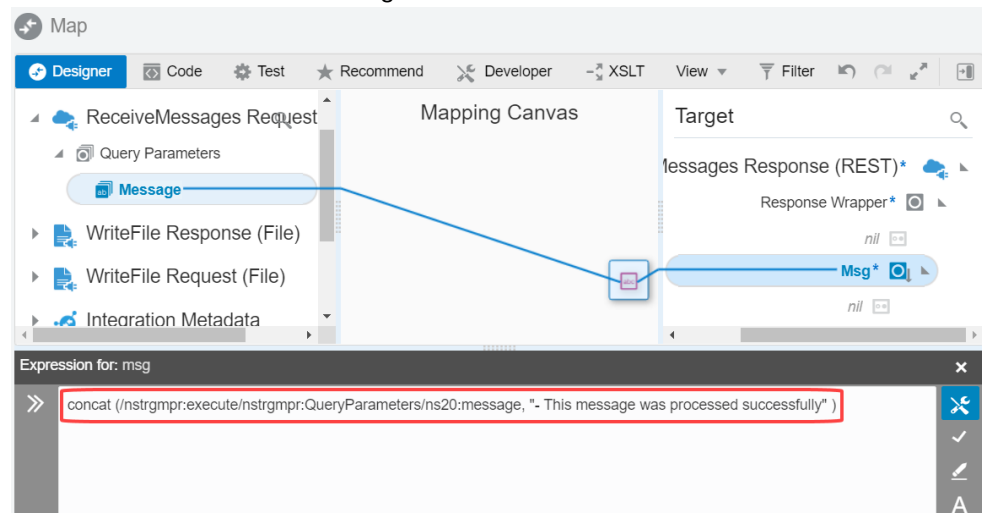 Map
Designer Code Test Recommend Developer XSLT View Filter
ReceiveMessages Request
Query Parameters
ab Message
WriteFile Response (File)
WriteFile Request (File)
Integration Metadata
Mapping Canvas
Target
Messages Response (REST)*
Response Wrapper*
nil
Msg*
nil
Expression for: msg
concat (/nstrgmpr:execute/nstrgmpr:QueryParameters/ns20:message, "- This message was processed successfully" )
A